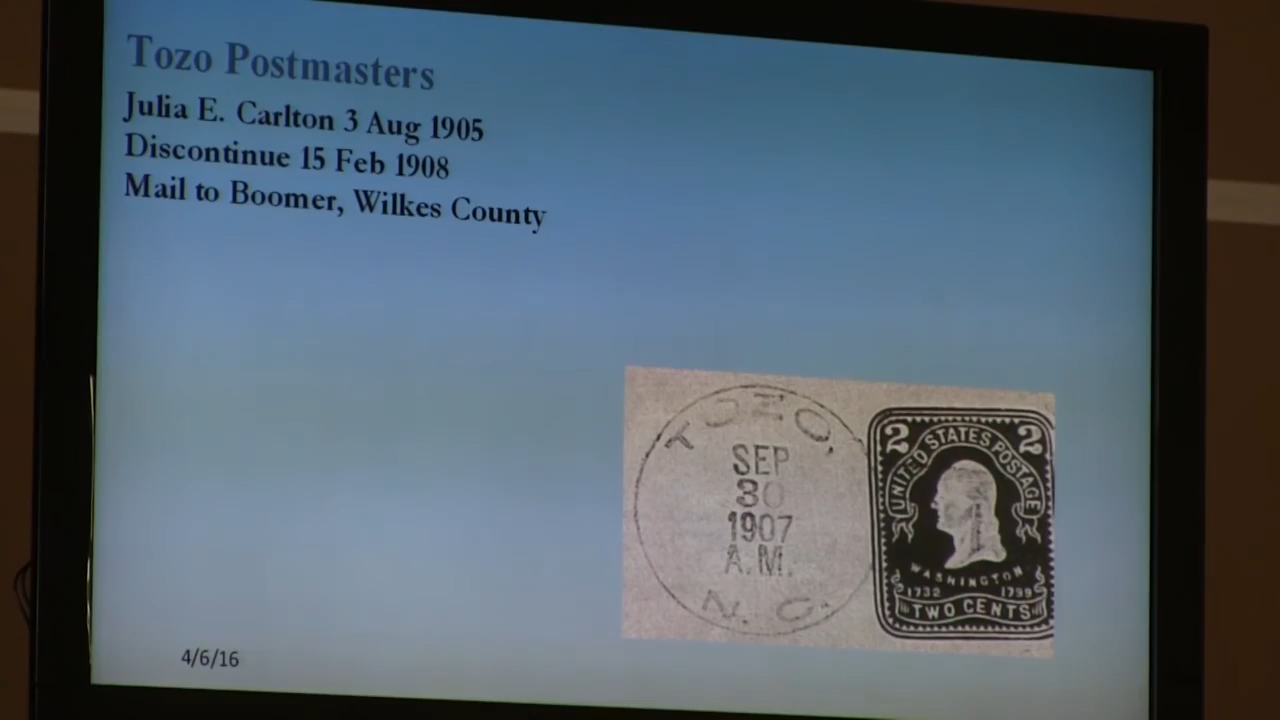 Tozo Postmasters
Julia E. Carlton 3 Aug 1905
Discontinue 15 Feb 1908
Mail to Boomer, Wilkes County
TOZO,
SEP
30
1907
A.M.
N.C.
2 2
UNITED STATES POSTAGE
WASHINGTON
1732 1799
TWO CENTS
4/6/16